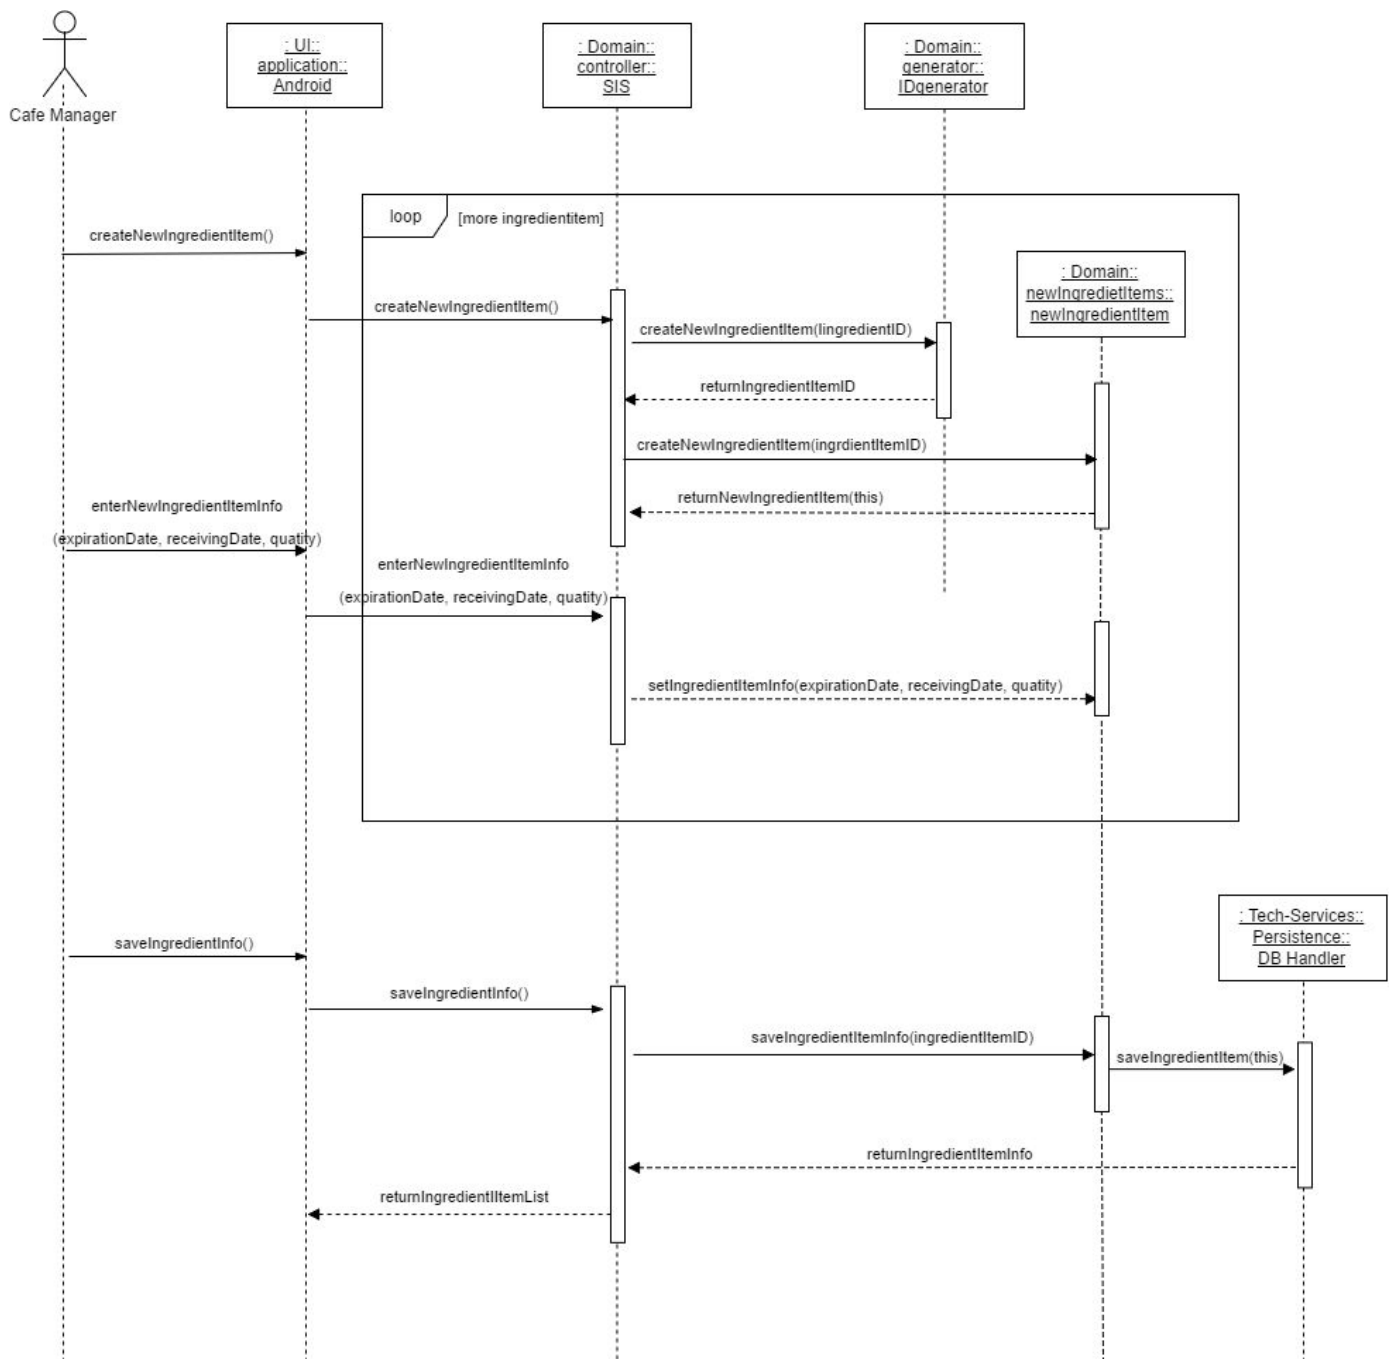 : UI::
application::
Android
: Domain::
controller::
SIS
: Domain::
generator::
IDgenerator
Cafe Manager
loop
[more ingredientitem]
createNewIngredientItem()
: Domain::
newIngredietItems::
newIngredientItem
createNewIngredientItem()
createNewIngredientItem(IingredientID)
returnIngredientItemID
createNewIngredientItem(ingrdientItemID)
returnNewIngredientItem(this)
enterNewIngredientItemInfo
(expirationDate, receivingDate, quatity)
enterNewIngredientItemInfo
(expirationDate, receivingDate, quatity)
setIngredientItemInfo(expirationDate, receivingDate, quatity)
: Tech-Services::
Persistence::
DB Handler
saveIngredientInfo()
saveIngredientInfo()
saveIngredientItemInfo(ingredientItemID)
saveIngredientItem(this)
returnIngredientItemInfo
returnIngredientIItemList